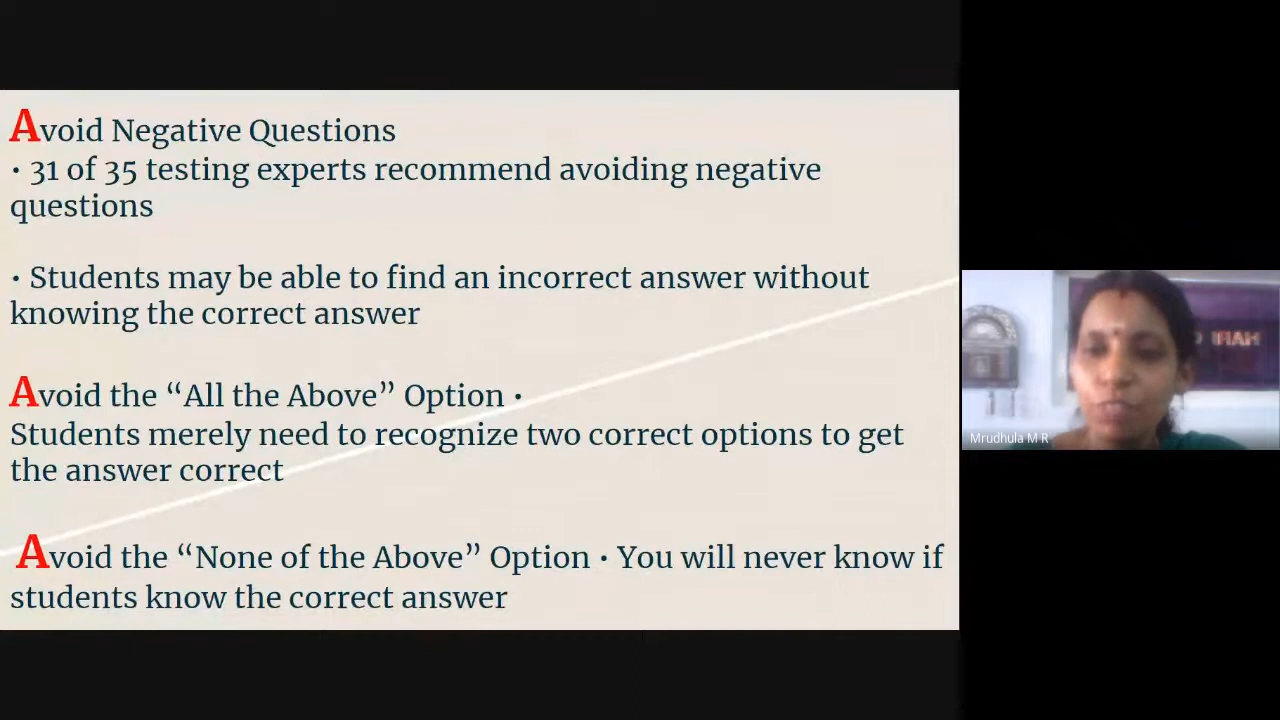 Avoid Negative Questions
• 31 of 35 testing experts recommend avoiding negative
questions
• Students may be able to find an incorrect answer without
knowing the correct answer
Avoid the “All the Above” Option •
Students merely need to recognize two correct options to get
the answer correct
Avoid the “None of the Above” Option • You will never know if
students know the correct answer
Mrudhula M R